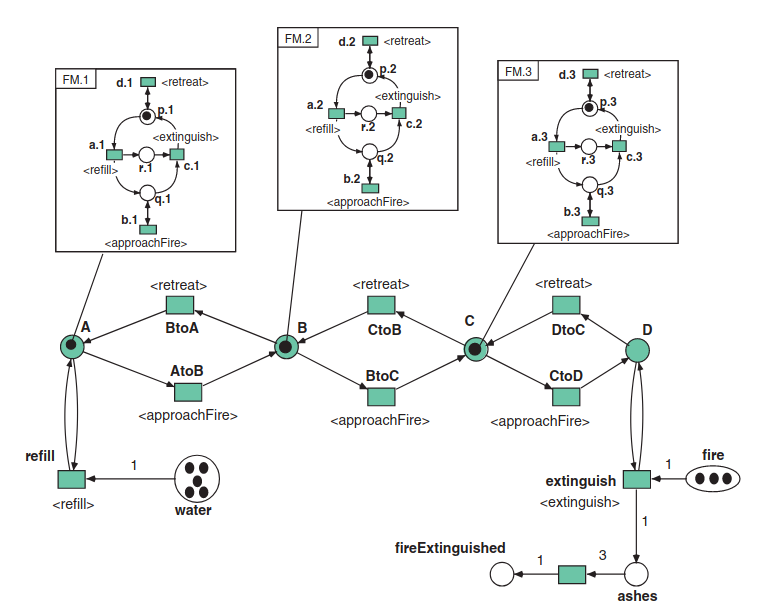 FM.1
d.1 <retreat>
p.1
<extinguish>
a.1
r.1
c.1
<refill>
q.1
b.1
<approachFire>
FM.2
d.2 <retreat>
p.2
<extinguish>
a.2
r.2
c.2
<refill>
q.2
b.2
<approachFire>
FM.3
d.3 <retreat>
p.3
<extinguish>
a.3
r.3
c.3
<refill>
q.3
b.3
<approachFire>
<retreat>
<retreat>
<retreat>
A
BtoA
B
CtoB
C
DtoC
D
AtoB
BtoC
CtoD
<approachFire>
<approachFire>
<approachFire>
refill
1
<refill>
water
fire
1
extinguish
<extinguish>
1
fireExtinguished
1
3
ashes